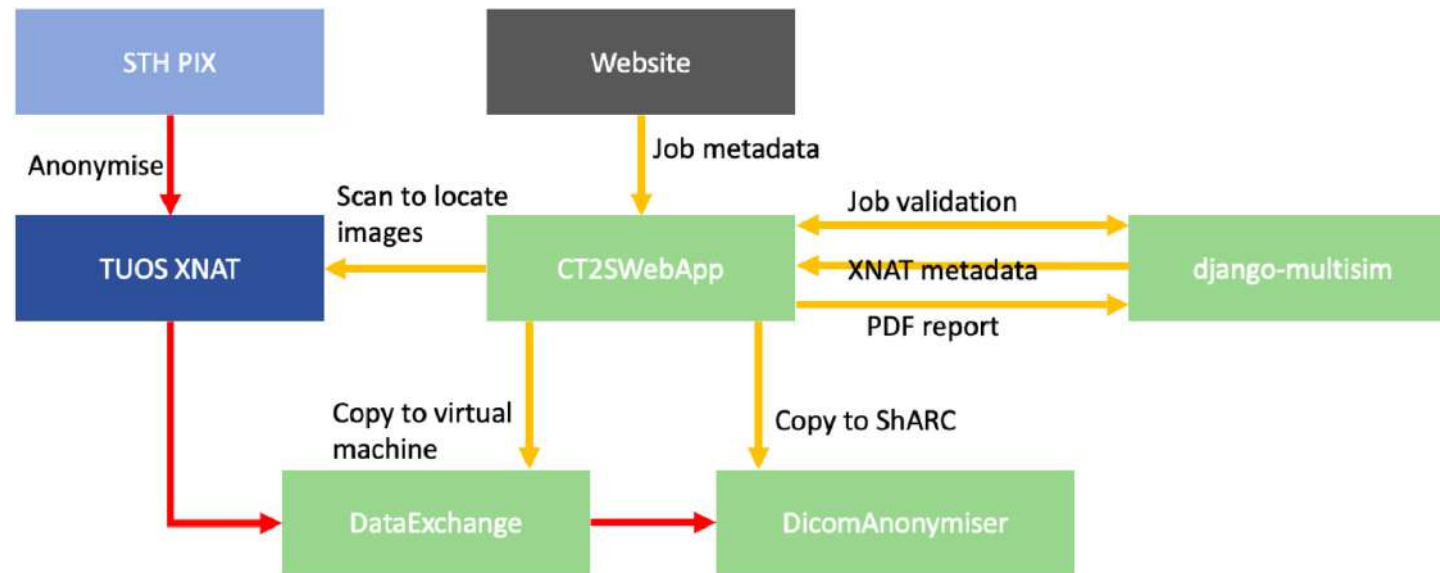 STH PIX
Website
Anonymise
Job metadata
Scan to locate
images
Job validation
TUOS XNAT
CT2SWebApp
XNAT metadata
django-multisim
PDF report
Copy to virtual
machine
Copy to ShARC
DataExchange
DicomAnonymiser